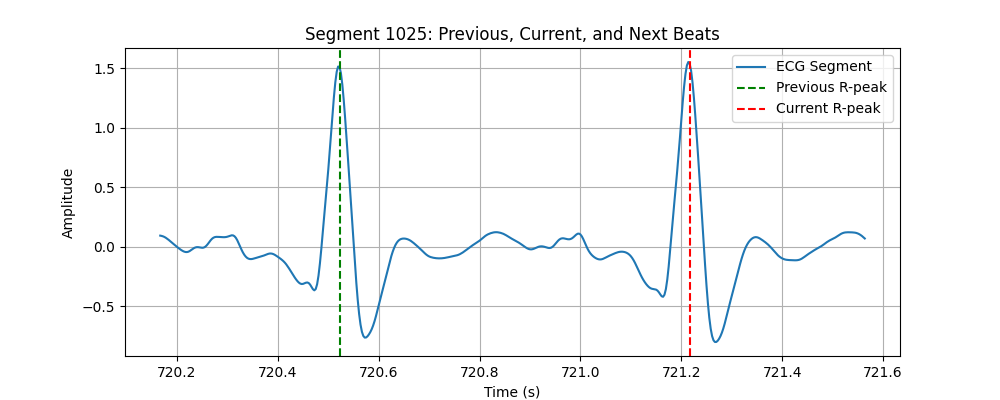 Segment 1025: Previous, Current, and Next Beats
ECG Segment
Previous R-peak
Current R-peak
1.5
1.0
0.5
0.0
−0.5
Amplitude
720.2 720.4 720.6 720.8 721.0 721.2 721.4 721.6
Time (s)